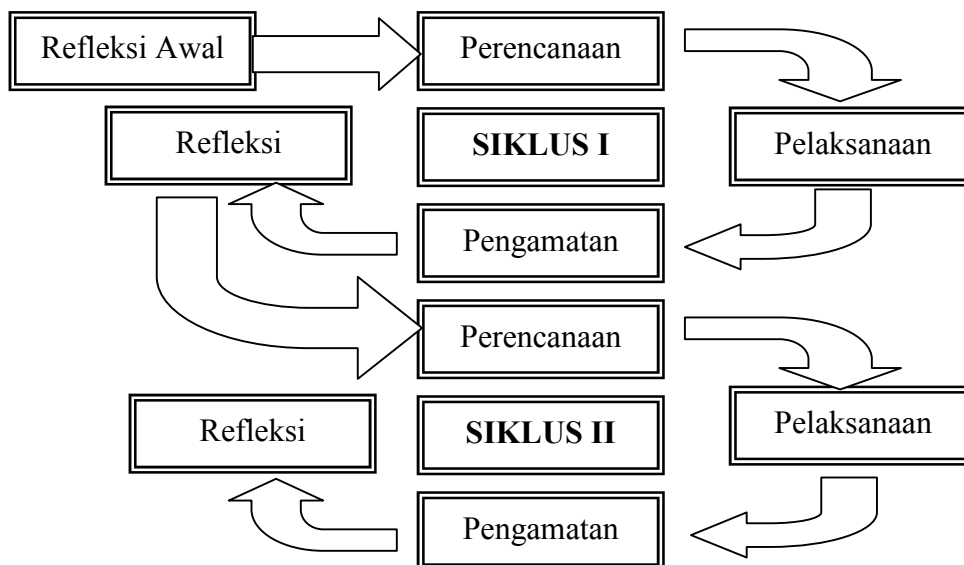 Refleksi Awal
Perencanaan
Refleksi
SIKLUS I
Pelaksanaan
Pengamatan
Perencanaan
Refleksi
SIKLUS II
Pelaksanaan
Pengamatan